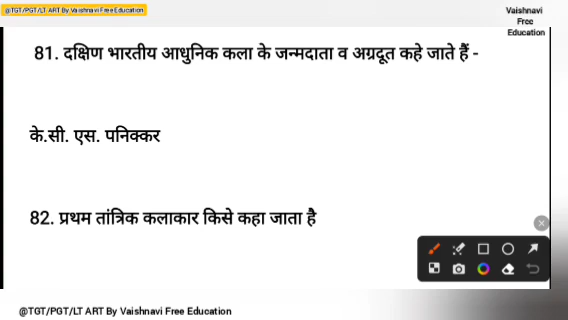 @TGT/PGT/LT ART By Vaishnavi Free Education
Vaishnavi
Free
Education
81. दक्षिण भारतीय आधुनिक कला के जन्मदाता व अग्रदूत कहे जाते हैं -
के.सी. एस. पनिक्कर
82. प्रथम तांत्रिक कलाकार किसे कहा जाता है
@TGT/PGT/LT ART By Vaishnavi Free Education